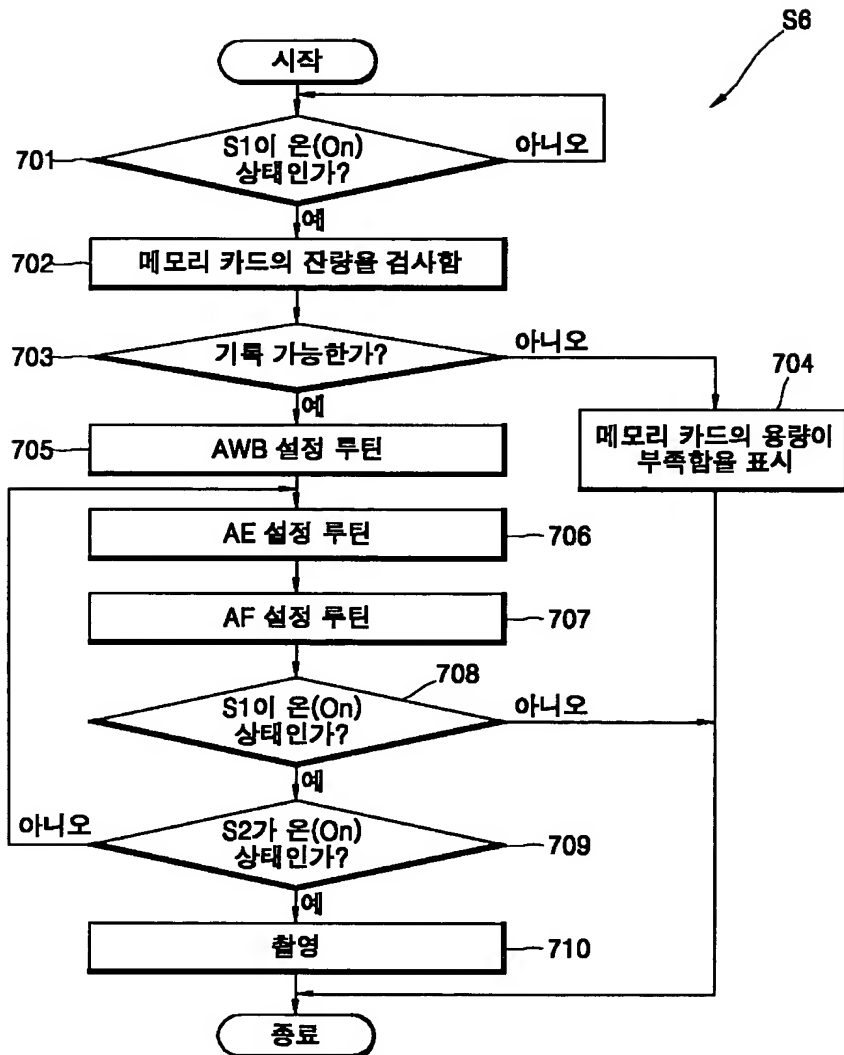 S6
시작
701
S1이 온(On)
상태인가?
아니오
예
702
메모리 카드의 잔량을 검사함
703
기록 가능한가?
아니오
예
704
메모리 카드의 용량이
부족함을 표시
705
AWB 설정 루틴
AE 설정 루틴
706
AF 설정 루틴
707
708
S1이 온(On)
상태인가?
아니오
예
아니오
S2가 온(On)
상태인가?
709
예
촬영
710
종료